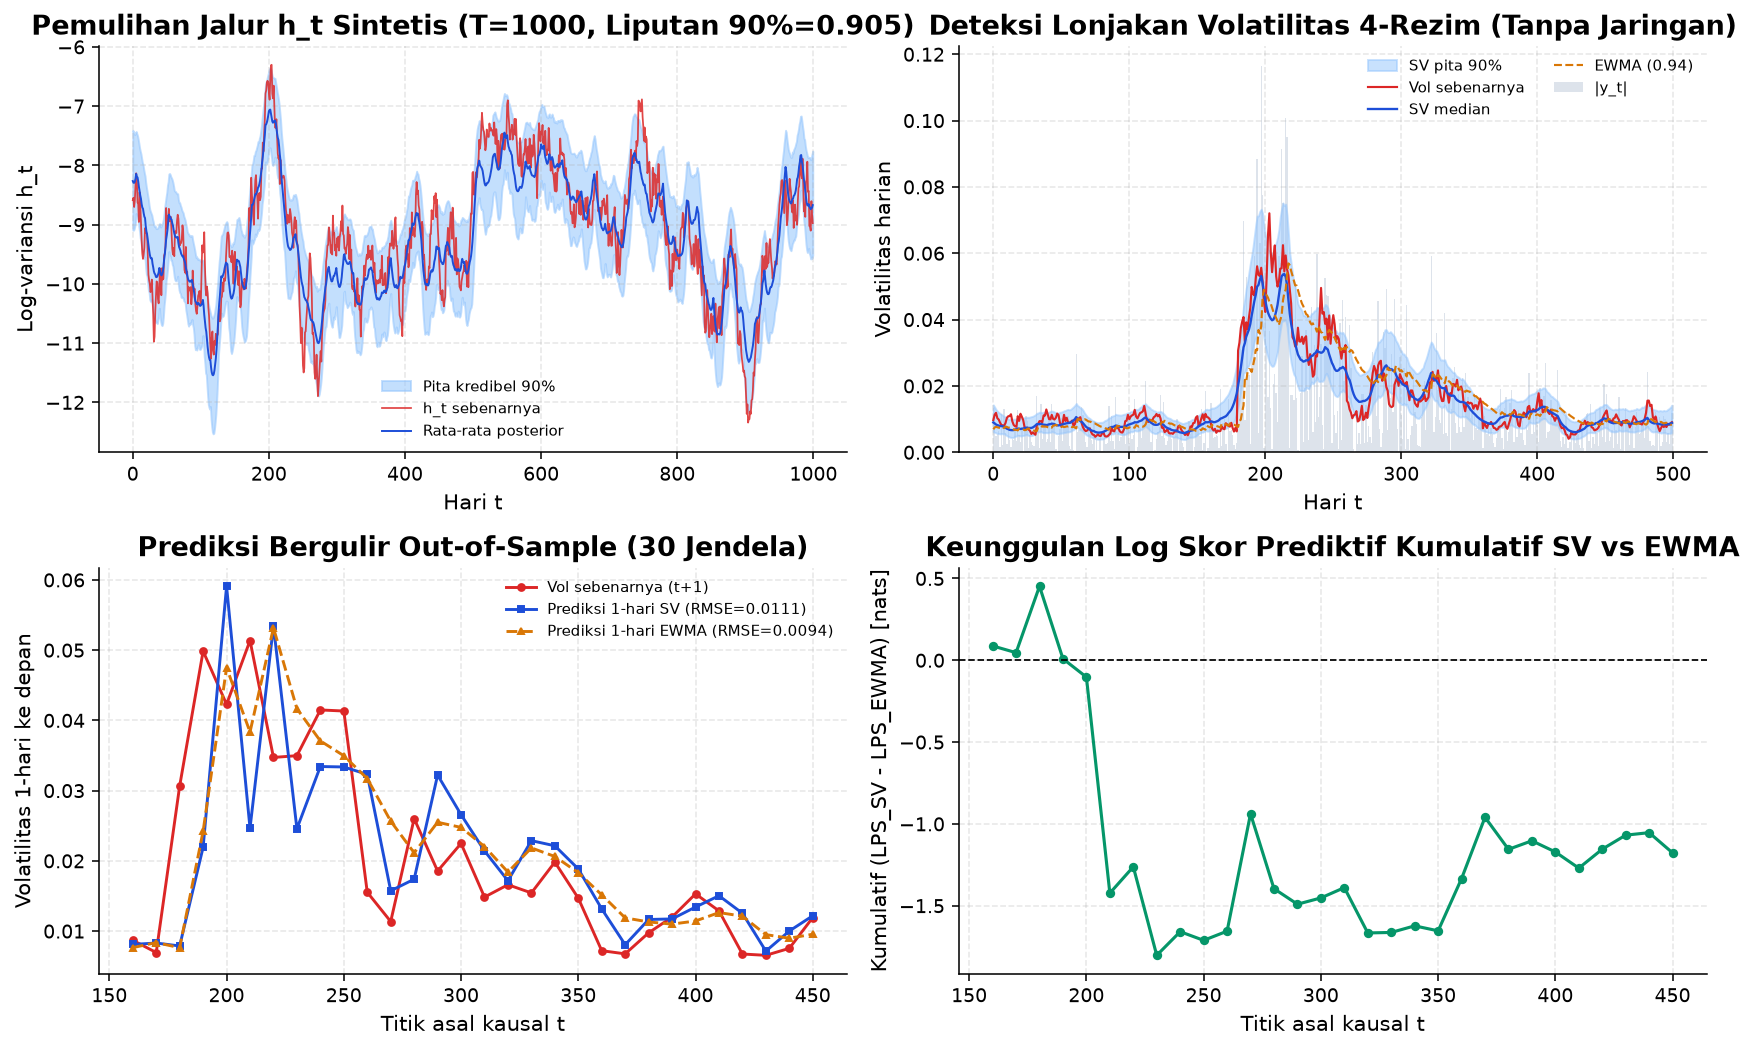 Pemulihan Jalur h_t Sintetis (T=1000, Liputan 90%=0.905)
−6
−7
−8
−9
−10
−11
−12
Log-variansi h_t
Pita kredibel 90%
h_t sebenarnya
Rata-rata posterior
0 200 400 600 800 1000
Hari t
Deteksi Lonjakan Volatilitas 4-Rezim (Tanpa Jaringan)
0.12
0.10
0.08
0.06
0.04
0.02
0.00
Volatilitas harian
SV pita 90%
Vol sebenarnya
SV median
EWMA (0.94)
|y_t|
0 100 200 300 400 500
Hari t
Prediksi Bergulir Out-of-Sample (30 Jendela)
0.06
0.05
0.04
0.03
0.02
0.01
Volatilitas 1-hari ke depan
Vol sebenarnya (t+1)
Prediksi 1-hari SV (RMSE=0.0111)
Prediksi 1-hari EWMA (RMSE=0.0094)
150 200 250 300 350 400 450
Titik asal kausal t
Keunggulan Log Skor Prediktif Kumulatif SV vs EWMA
0.5
0.0
−0.5
−1.0
−1.5
Kumulatif (LPS_SV - LPS_EWMA) [nats]
150 200 250 300 350 400 450
Titik asal kausal t